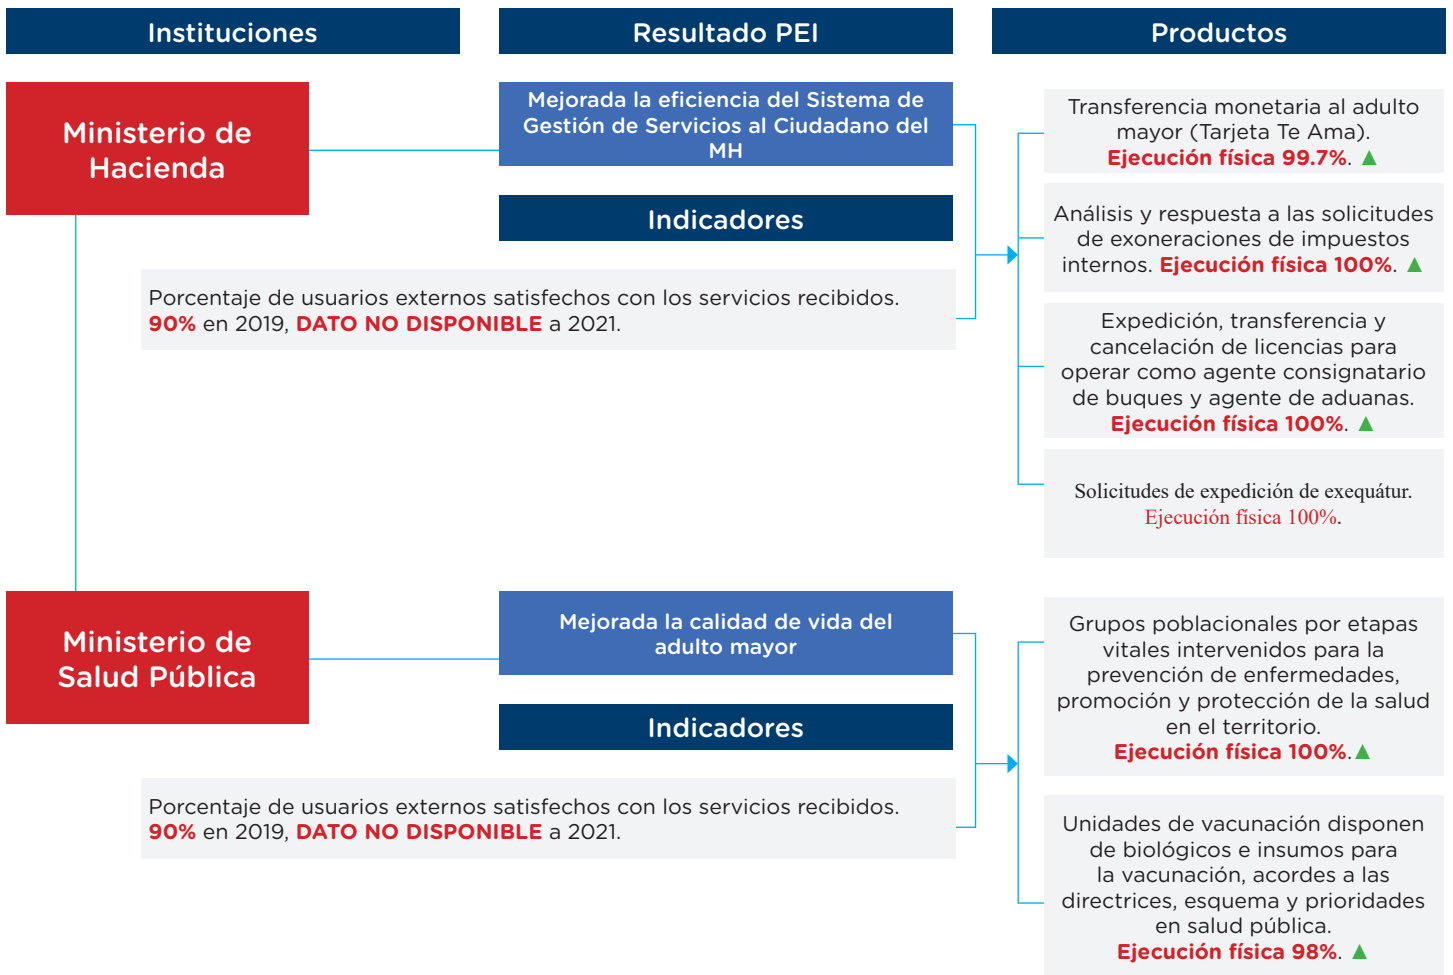 Instituciones
Resultado PEI
Productos
Ministerio de
Hacienda
Mejorada la eficiencia del Sistema de
Gestión de Servicios al Ciudadano del
MH
Indicadores
Porcentaje de usuarios externos satisfechos con los servicios recibidos.
90% en 2019, DATO NO DISPONIBLE a 2021.
Transferencia monetaria al adulto
mayor (Tarjeta Te Ama).
Ejecución física 99.7%. ▲
Análisis y respuesta a las solicitudes
de exoneraciones de impuestos
internos. Ejecución física 100%. ▲
Expedición, transferencia y
cancelación de licencias para
operar como agente consignatario
de buques y agente de aduanas.
Ejecución física 100%. ▲
Solicitudes de expedición de exequátur.
Ejecución física 100%.
Ministerio de
Salud Pública
Mejorada la calidad de vida del
adulto mayor
Indicadores
Porcentaje de usuarios externos satisfechos con los servicios recibidos.
90% en 2019, DATO NO DISPONIBLE a 2021.
Grupos poblacionales por etapas
vitales intervenidos para la
prevención de enfermedades,
promoción y protección de la salud
en el territorio.
Ejecución física 100%.▲
Unidades de vacunación disponen
de biológicos e insumos para
la vacunación, acordes a las
directrices, esquema y prioridades
en salud pública.
Ejecución física 98%. ▲